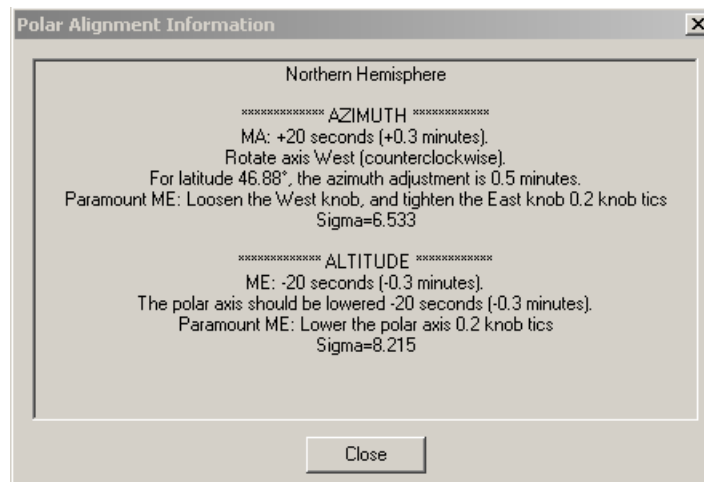 Polar Alignment Information
Northern Hemisphere
************* AZIMUTH ************
MA: +20 seconds (+0.3 minutes).
Rotate axis West (counterclockwise).
For latitude 46.88°, the azimuth adjustment is 0.5 minutes.
Paramount ME: Loosen the West knob, and tighten the East knob 0.2 knob tics
Sigma=6.533
************* ALTITUDE ************
ME: -20 seconds (-0.3 minutes).
The polar axis should be lowered -20 seconds (-0.3 minutes).
Paramount ME: Lower the polar axis 0.2 knob tics
Sigma=8.215
Close